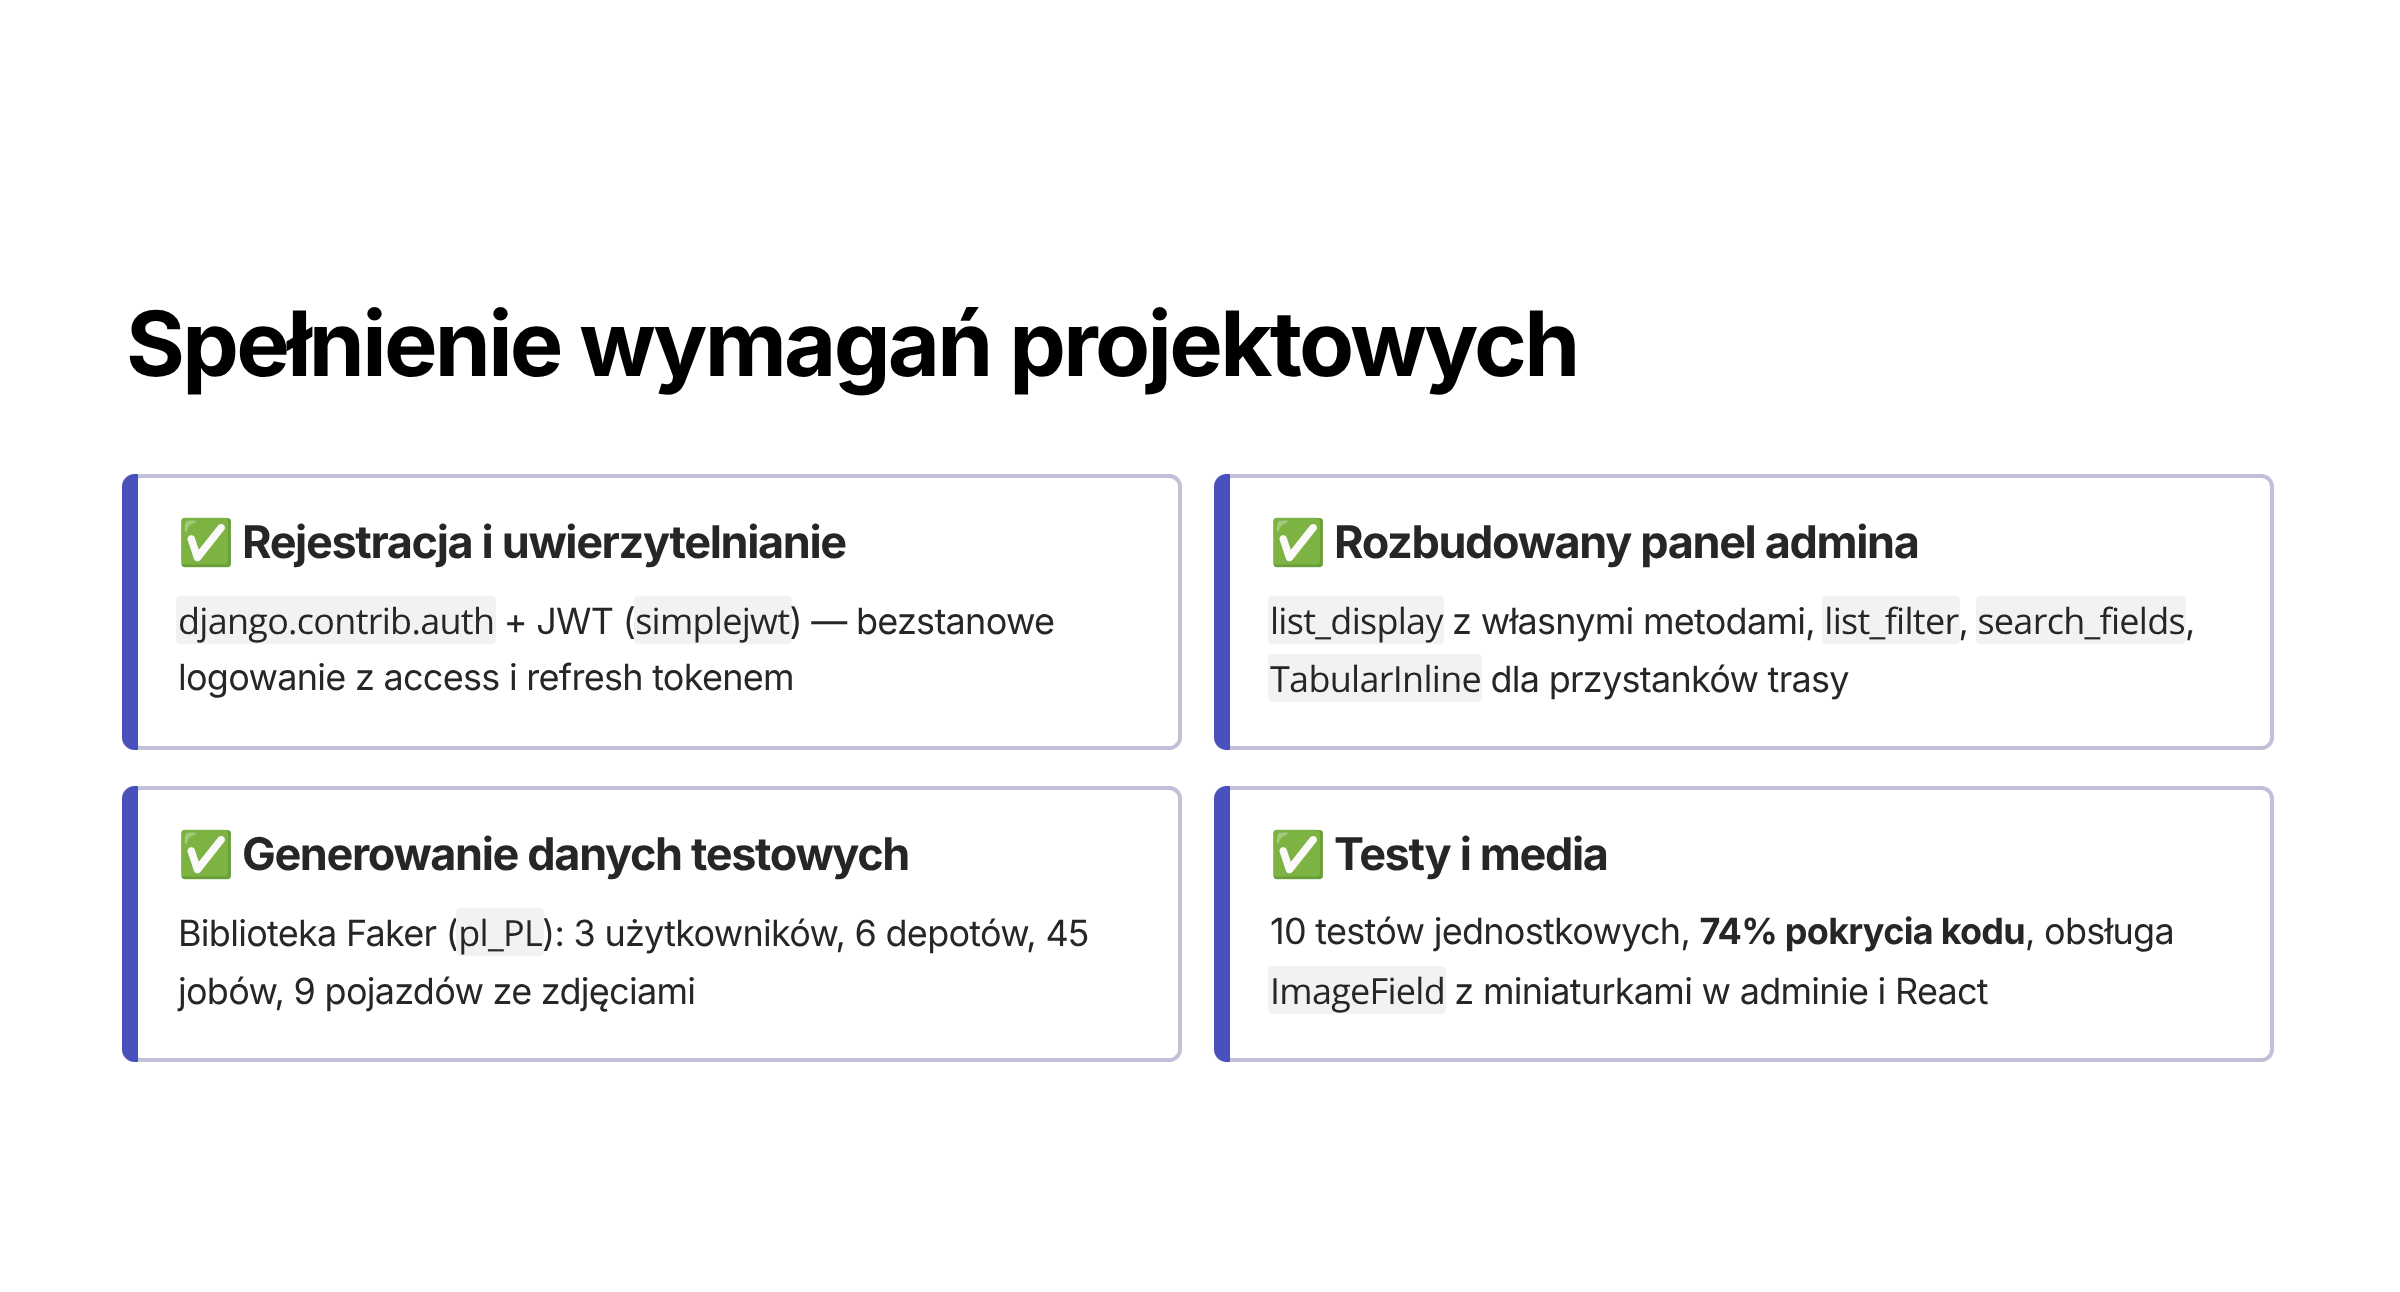 Spełnienie wymagań projektowych
✅ Rejestracja i uwierzytelnianie
django.contrib.auth + JWT (simplejwt) — bezstanowe
logowanie z access i refresh tokenem
✅ Rozbudowany panel admina
list_display z własnymi metodami, list_filter, search_fields,
TabularInline dla przystanków trasy
✅ Generowanie danych testowych
Biblioteka Faker (pl_PL): 3 użytkowników, 6 depotów, 45
jobów, 9 pojazdów ze zdjęciami
✅ Testy i media
10 testów jednostkowych, 74% pokrycia kodu, obsługa
ImageField z miniaturkami w adminie i React